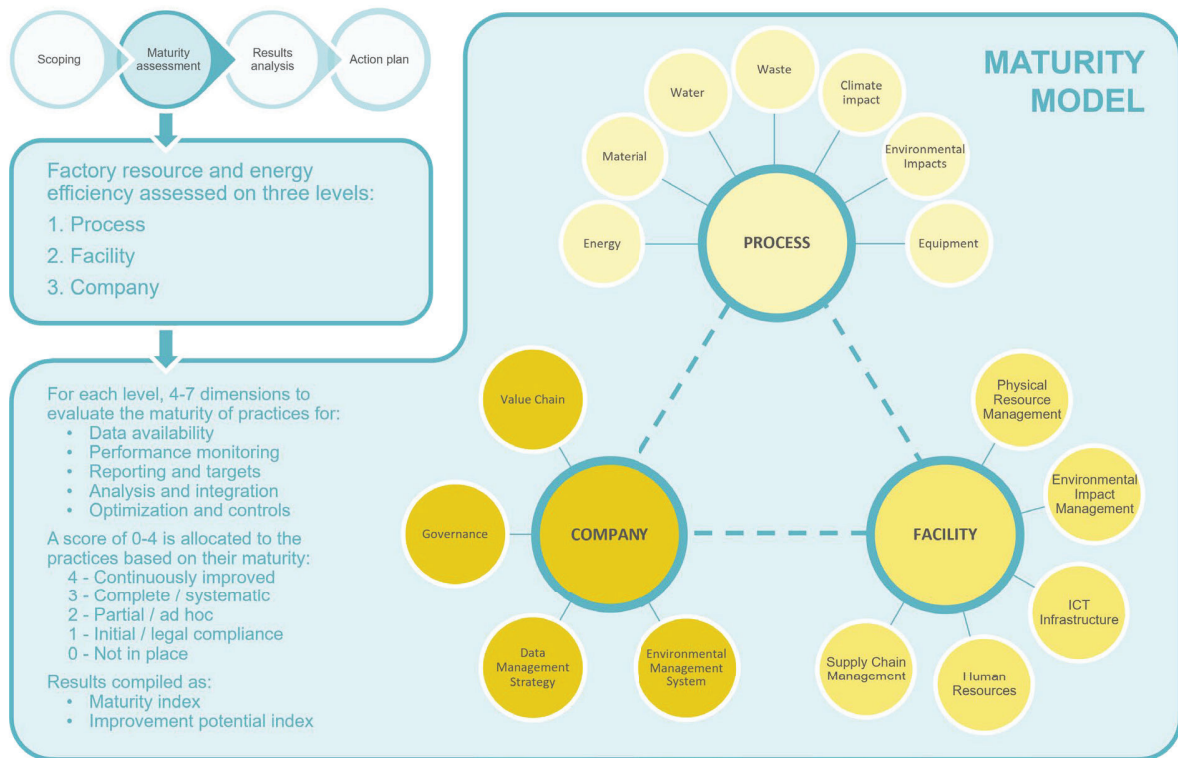 Scoping
Maturity
assessment
Results
analysis
Action plan
Factory resource and energy
efficiency assessed on three levels:
1. Process
2. Facility
3. Company
For each level, 4-7 dimensions to
evaluate the maturity of practices for:
• Data availability
• Performance monitoring
• Reporting and targets
• Analysis and integration
• Optimization and controls
A score of 0-4 is allocated to the
practices based on their maturity:
4 - Continuously improved
3 - Complete / systematic
2 - Partial / ad hoc
1 - Initial / legal compliance
0 - Not in place
Results compiled as:
• Maturity index
• Improvement potential index
MATURITY
MODEL
Waste
Water
Climate
impact
Material
Environmental
Impacts
Energy
PROCESS
Equipment
Value Chain
Governance
COMPANY
Data
Management
Strategy
Environmental
Management
System
Physical
Resource
Management
Environmental
Impact
Management
FACILITY
ICT
Infrastructure
Human
Resources
Supply Chain
Management